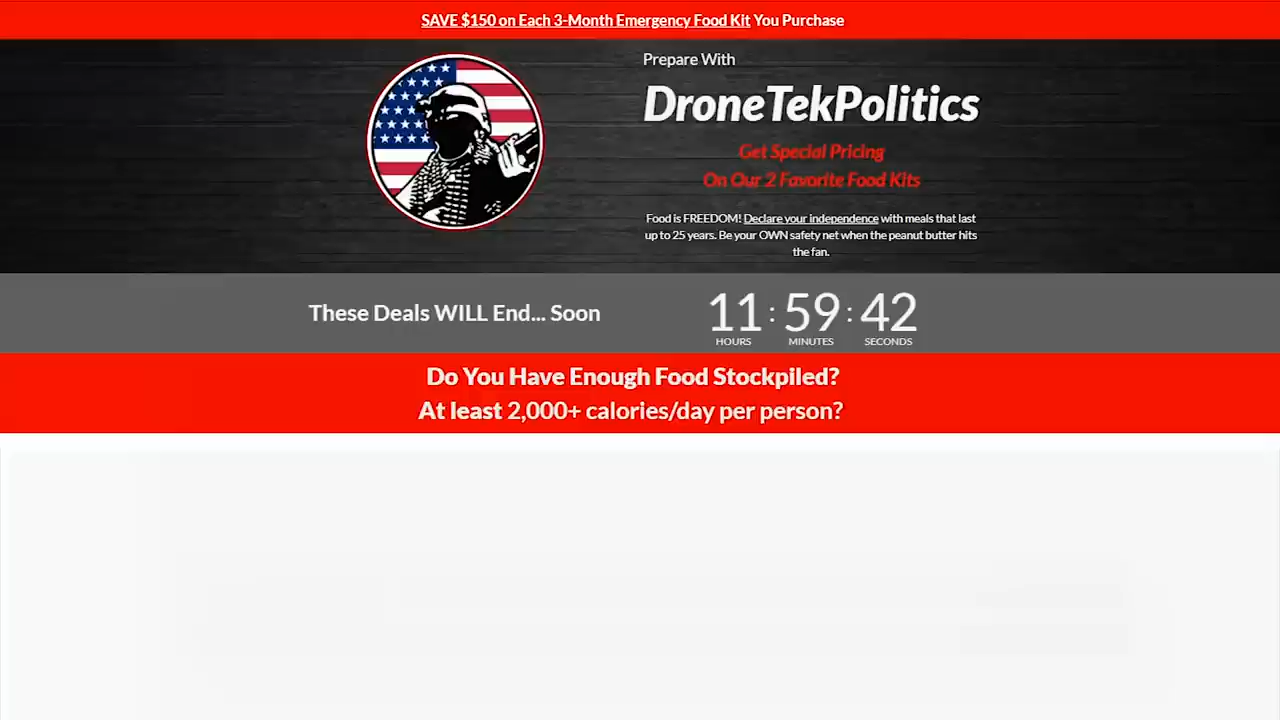 SAVE $150 on Each 3-Month Emergency Food Kit You Purchase
Prepare With
DroneTekPolitics
Get Special Pricing
On Our 2 Favorite Food Kits
Food is FREEDOM! Declare your independence with meals that last
up to 25 years. Be your OWN safety net when the peanut butter hits
the fan.
These Deals WILL End... Soon
11 : 59 : 42
HOURS MINUTES SECONDS
Do You Have Enough Food Stockpiled?
At least 2,000+ calories/day per person?